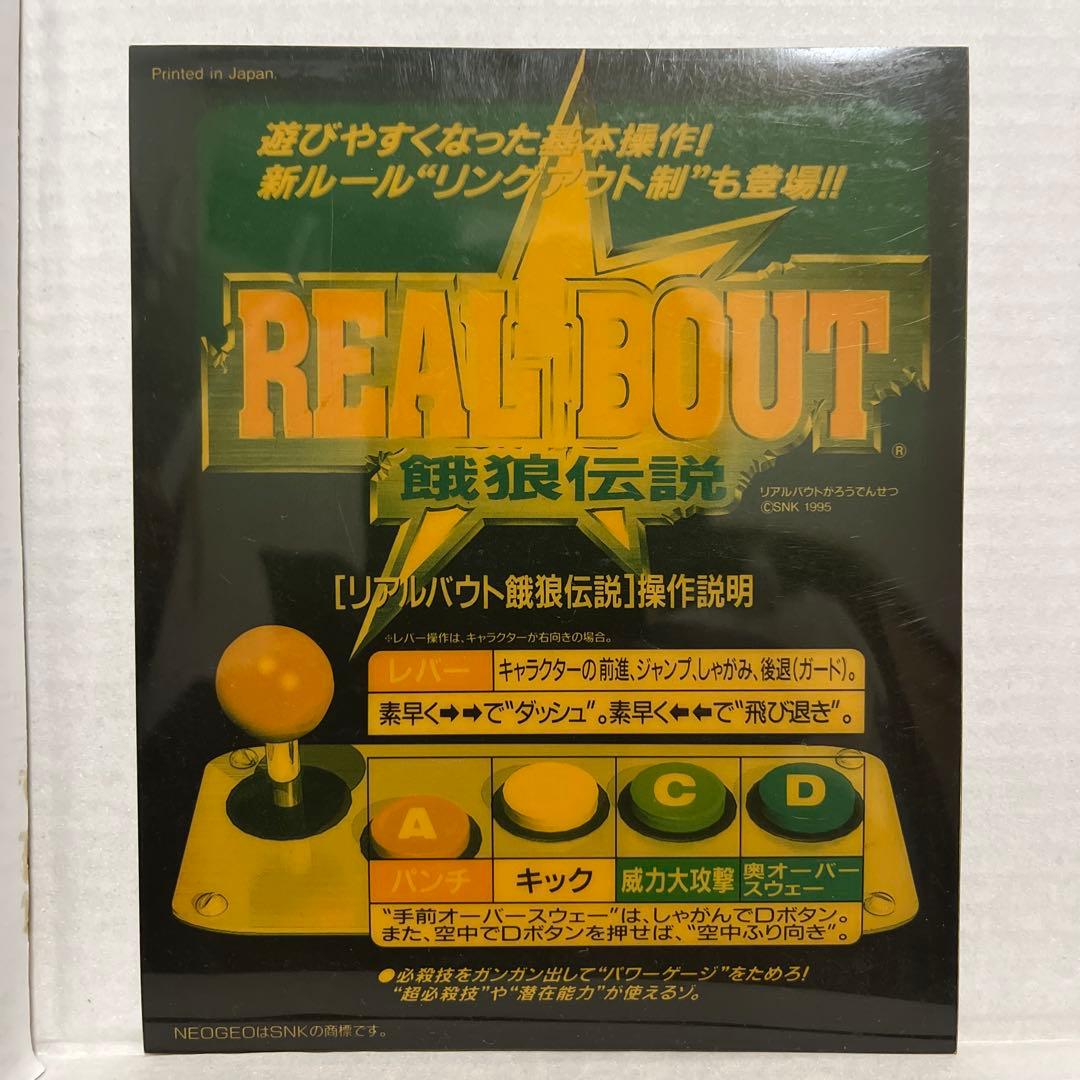 Printed in Japan.
遊びやすくなった基本操作!
新ルール“リングアウト制”も登場!!
REAL BOUT
®
餓狼伝説
リアルバウトがろうでんせつ
©SNK 1995
[リアルバウト餓狼伝説]操作説明
※レバー操作は、キャラクターが右向きの場合。
レバー
キャラクターの前進、ジャンプ、しゃがみ、後退(ガード)。
素早く➡➡で“ダッシュ”。素早く⬅⬅で“飛び退き”。
A
C
D
パンチ
キック
威力大攻撃
奥オーバー
スウェー
“手前オーバースウェー”は、しゃがんでDボタン。
また、空中でDボタンを押せば、“空中ふり向き”。
●必殺技をガンガン出して“パワーゲージ”をためろ!
“超必殺技”や“潜在能力”が使えるゾ。
NEOGEOはSNKの商標です。